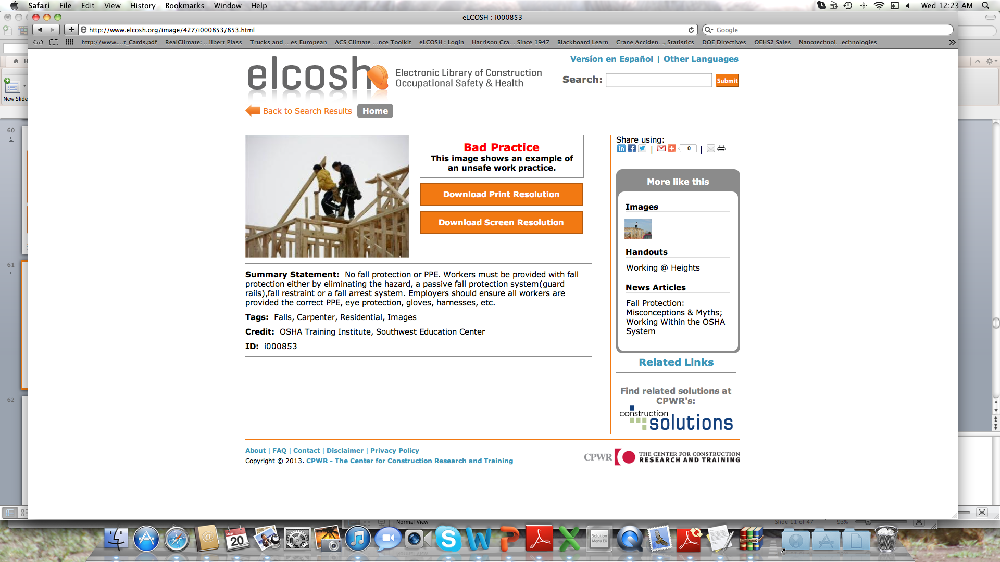 Safari File Edit View History Bookmarks Window Help
Wed 12:23 AM
eLCOSH : i000853
http://www.elcosh.org/image/427/i000853/853.html
Google
http://www....t_Cards.pdf RealClimate: ...ilbert Plass Trucks and ...es European ACS Climate ...nce Toolkit eLCOSH : Login Harrison Cra... Since 1947 Blackboard Learn Crane Acciden..., Statistics DOE Directives OEHS2 Sales Nanotechnol...echnologies
H
New Slide
60
61
62
elcosh
Electronic Library of Construction
Occupational Safety & Health
Versíon en Español | Other Languages
Search:
Submit
Back to Search Results
Home
Bad Practice
This image shows an example of
an unsafe work practice.
Download Print Resolution
Download Screen Resolution
Summary Statement: No fall protection or PPE. Workers must be provided with fall
protection either by eliminating the hazard, a passive fall protection system(guard
rails),fall restraint or a fall arrest system. Employers should ensure all workers are
provided the correct PPE, eye protection, gloves, harnesses, etc.
Tags: Falls, Carpenter, Residential, Images
Credit: OSHA Training Institute, Southwest Education Center
ID: i000853
Share using:
in
0
More like this
Images
Handouts
Working @ Heights
News Articles
Fall Protection:
Misconceptions & Myths;
Working Within the OSHA
System
Related Links
Find related solutions at
CPWR's:
construction
solutions
About | FAQ | Contact | Disclaimer | Privacy Policy
Copyright © 2013. CPWR - The Center for Construction Research and Training
CPWR
THE CENTER FOR CONSTRUCTION
RESEARCH AND TRAINING
Normal View
Slide 11 of 47
93%
MAR
20
Solution
Menu EX